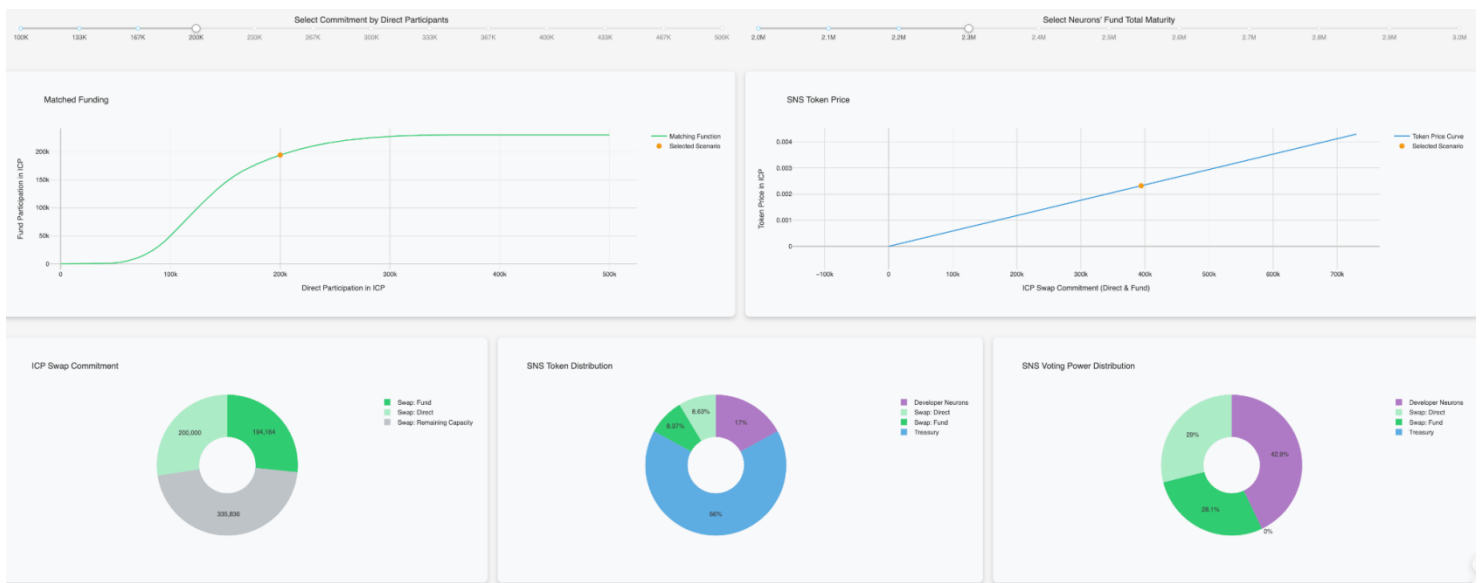 Select Commitment by Direct Participants
100K 133K 167K 200K 233K 267K 300K 333K 367K 400K 433K 467K 500K
Select Neurons' Fund Total Maturity
2.0M 2.1M 2.2M 2.3M 2.4M 2.5M 2.6M 2.7M 2.8M 2.9M 3.0M
Matched Funding
Matching Function
Selected Scenario
Fund Participation in ICP
200k
150k
100k
50k
0
0 100k 200k 300k 400k 500k
Direct Participation in ICP
SNS Token Price
Token Price Curve
Selected Scenario
Token Price in ICP
0.004
0.003
0.002
0.001
0
−100k 0 100k 200k 300k 400k 500k 600k 700k
ICP Swap Commitment (Direct & Fund)
ICP Swap Commitment
Swap: Fund
Swap: Direct
Swap: Remaining Capacity
200,000
194,164
335,836
SNS Token Distribution
Developer Neurons
Swap: Direct
Swap: Fund
Treasury
8.63%
8.37%
17%
66%
SNS Voting Power Distribution
Developer Neurons
Swap: Direct
Swap: Fund
Treasury
29%
42.9%
28.1%
0%